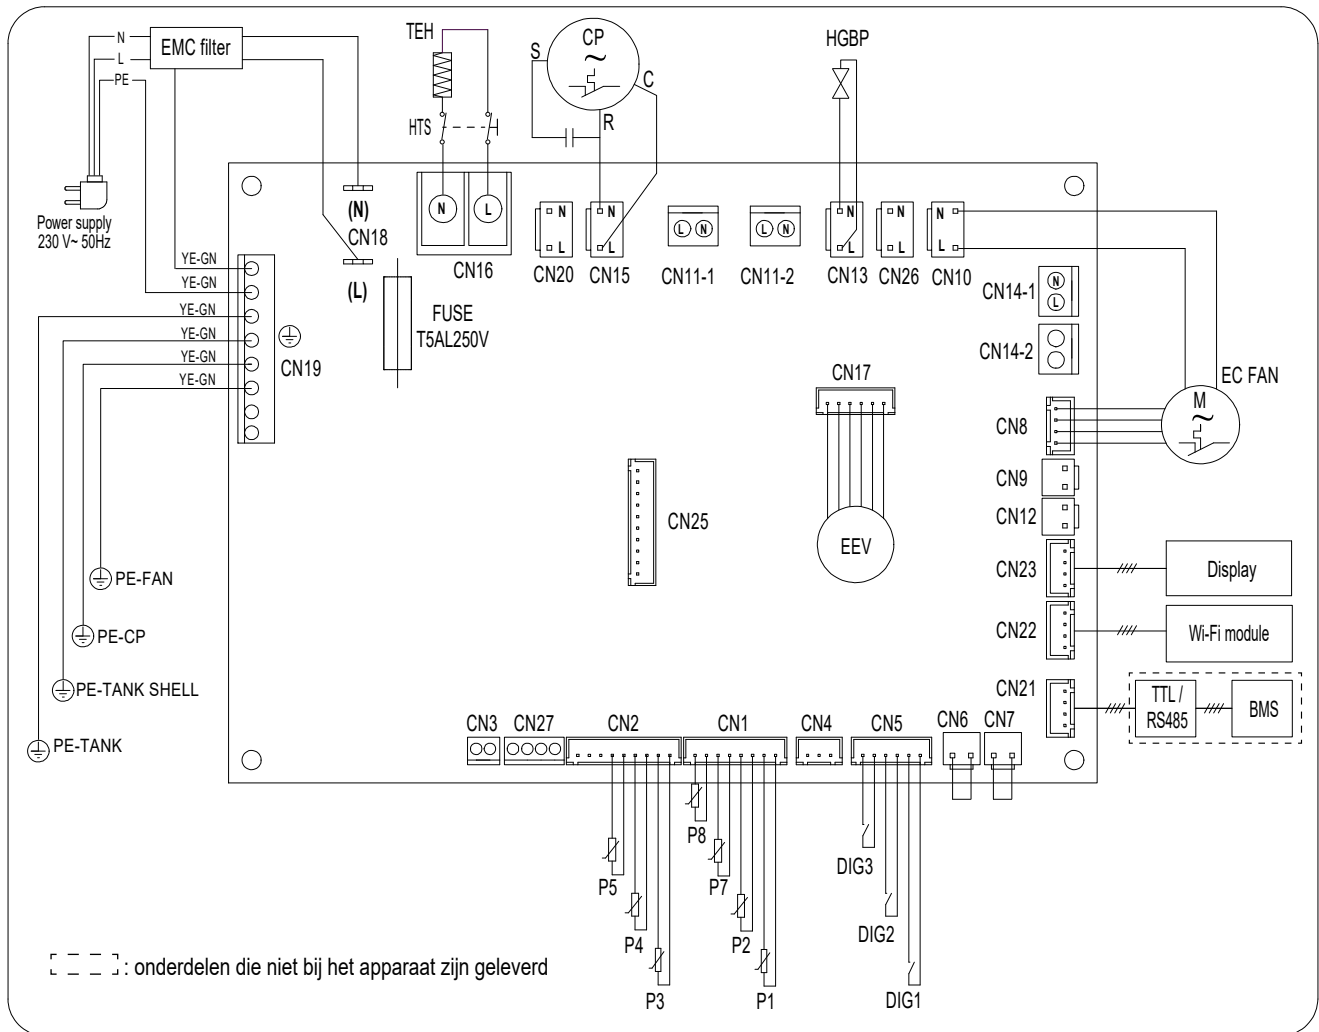 TEH
CP
HGBP
N
EMC filter
L
PE
S
C
R
HTS
Power supply
230 V~ 50Hz
(N)
CN18
(L)
N
L
CN16
N
L
CN20
N
L
CN15
L N
CN11-1
L N
CN11-2
N
L
CN13
N
L
CN26
N
L
CN10
YE-GN
YE-GN
YE-GN
YE-GN
YE-GN
YE-GN
CN19
FUSE
T5AL250V
CN14-1
N
L
CN14-2
EC FAN
M
CN17
CN8
CN9
CN12
CN25
EEV
CN23
Display
CN22
Wi-Fi module
CN21
TTL /
RS485
BMS
PE-FAN
PE-CP
PE-TANK SHELL
PE-TANK
CN3
CN27
CN2
CN1
CN4
CN5
CN6
CN7
P8
P5
P7
DIG3
P4
P2
DIG2
P3
P1
DIG1
: onderdelen die niet bij het apparaat zijn geleverd